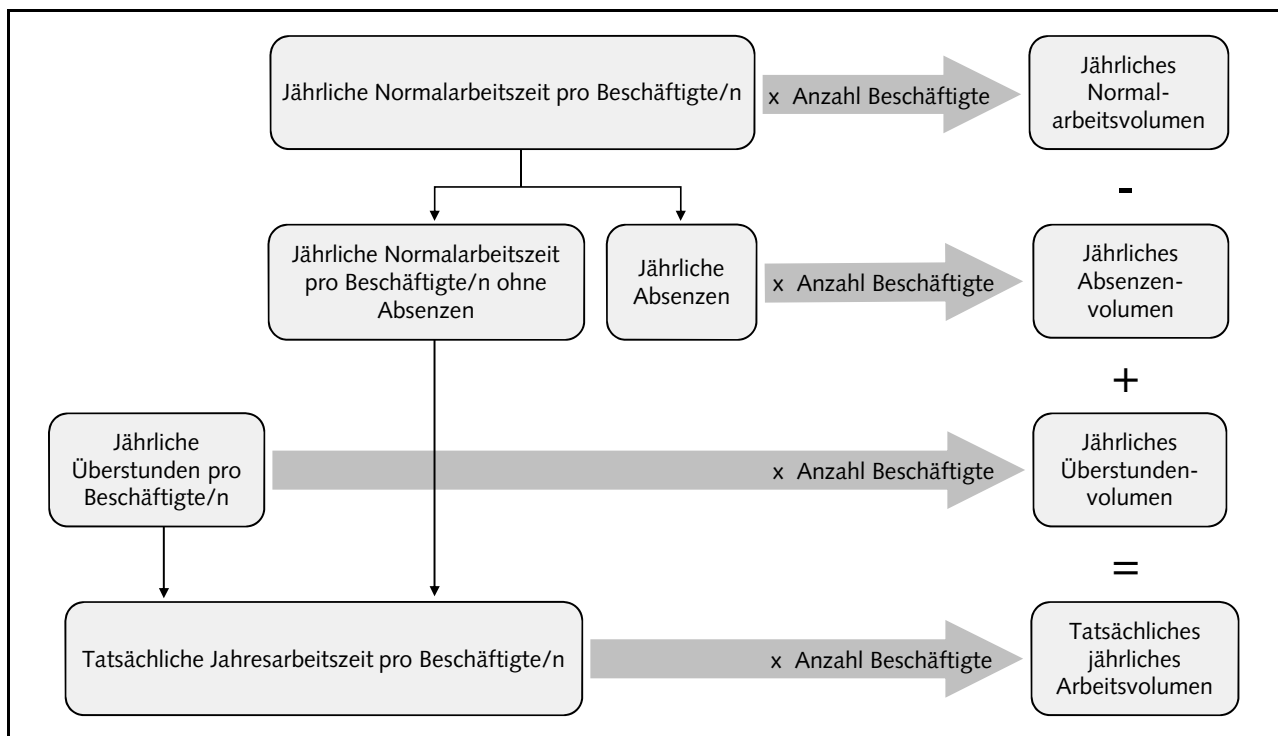 Jährliche Normalarbeitszeit pro Beschäftigte/n
x Anzahl Beschäftigte
Jährliches
Normal-
arbeitsvolumen
-
Jährliche Normalarbeitszeit
pro Beschäftigte/n ohne
Absenzen
Jährliche
Absenzen
x Anzahl Beschäftigte
Jährliches
Absenzen-
volumen
+
Jährliche
Überstunden pro
Beschäftigte/n
x Anzahl Beschäftigte
Jährliches
Überstunden-
volumen
=
Tatsächliche Jahresarbeitszeit pro Beschäftigte/n
x Anzahl Beschäftigte
Tatsächliches
jährliches
Arbeitsvolumen